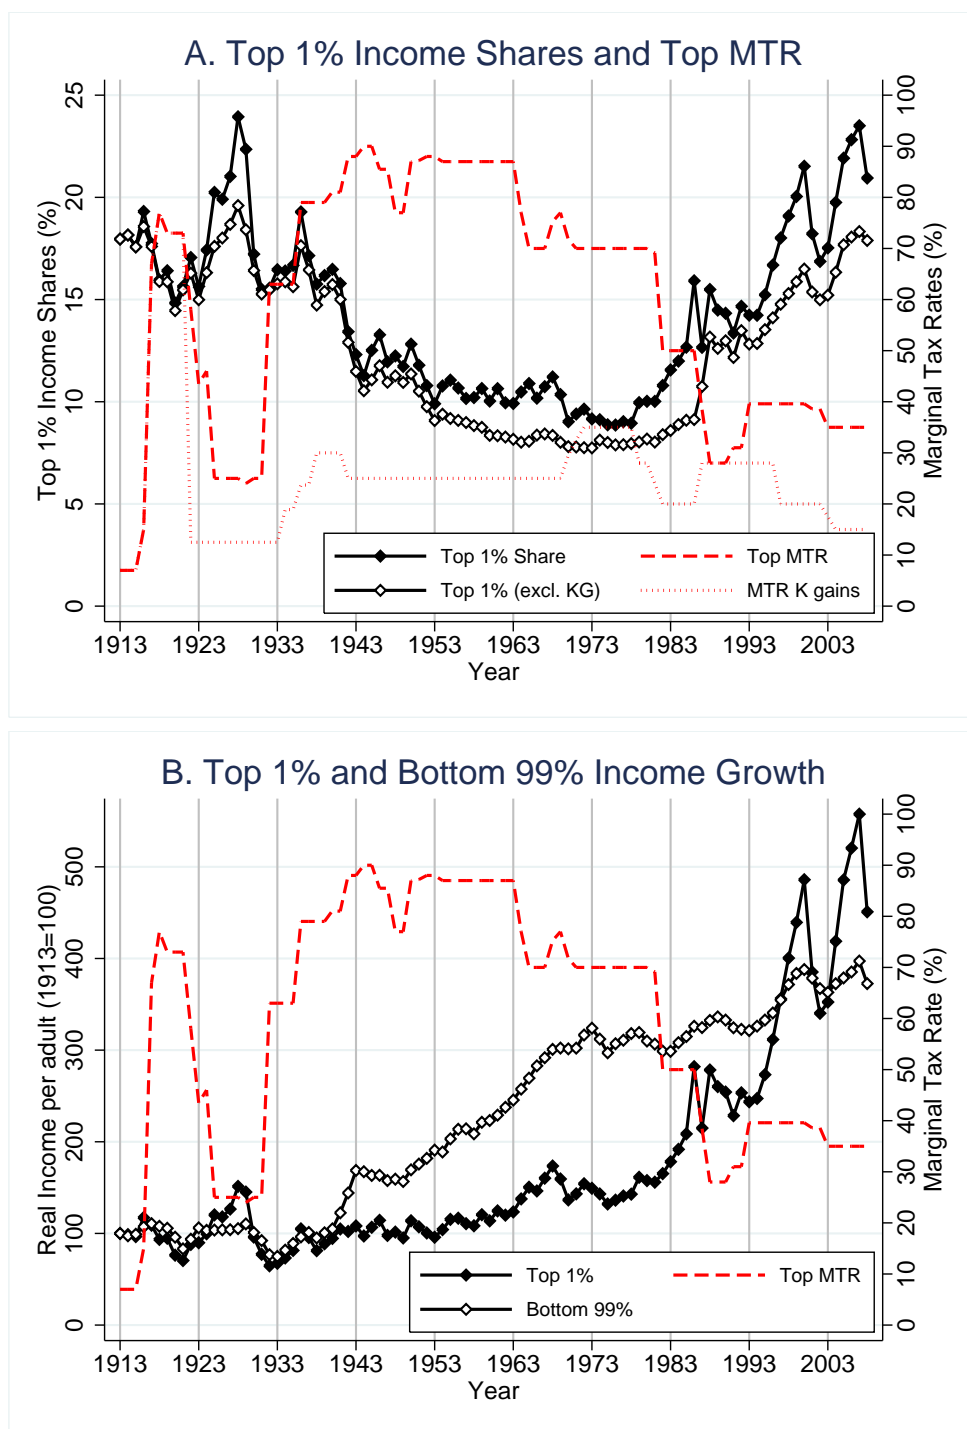 A. Top 1% Income Shares and Top MTR
Top 1% Income Shares (%)
0 5 10 15 20 25
Marginal Tax Rates (%)
0 10 20 30 40 50 60 70 80 90 100
Top 1% Share
Top MTR
Top 1% (excl. KG)
MTR K gains
1913 1923 1933 1943 1953 1963 1973 1983 1993 2003
Year
B. Top 1% and Bottom 99% Income Growth
Real Income per adult (1913=100)
0 100 200 300 400 500
Marginal Tax Rate (%)
0 10 20 30 40 50 60 70 80 90 100
Top 1%
Top MTR
Bottom 99%
1913 1923 1933 1943 1953 1963 1973 1983 1993 2003
Year